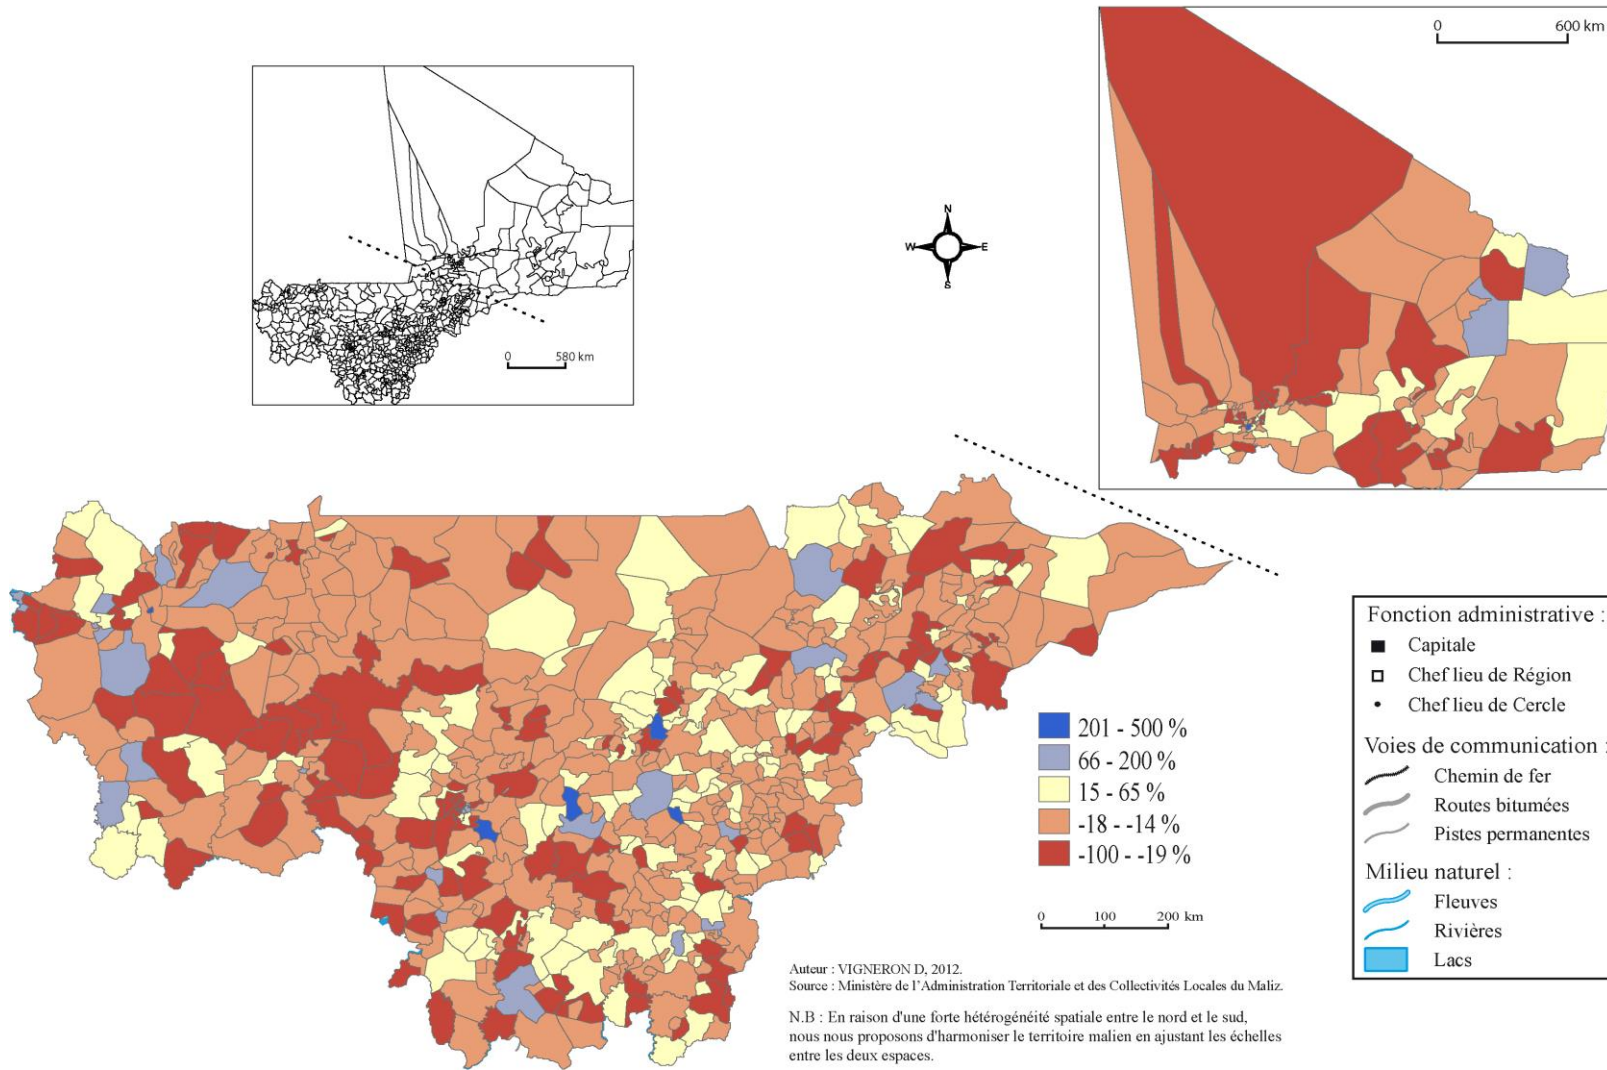 0 600 km
N
W E
S
0 580 km
201 - 500 %
66 - 200 %
15 - 65 %
-18 - -14 %
-100 - -19 %
0 100 200 km
Auteur : VIGNERON D, 2012.
Source : Ministère de l'Administration Territoriale et des Collectivités Locales du Maliz.
N.B : En raison d'une forte hétérogénéité spatiale entre le nord et le sud,
nous nous proposons d'harmoniser le territoire malien en ajustant les échelles
entre les deux espaces.
Fonction administrative :
Capitale
Chef lieu de Région
Chef lieu de Cercle
Voies de communication :
Chemin de fer
Routes bitumées
Pistes permanentes
Milieu naturel :
Fleuves
Rivières
Lacs